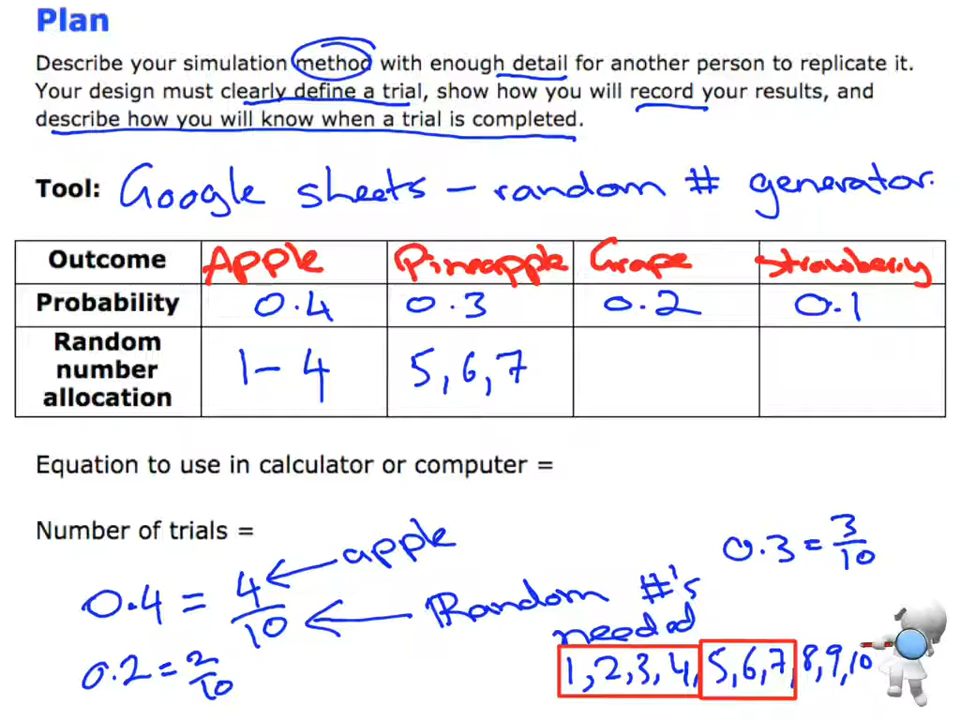 Plan
Describe your simulation method with enough detail for another person to replicate it.
Your design must clearly define a trial, show how you will record your results, and
describe how you will know when a trial is completed.
Tool: Google sheets - random # generator.
Outcome Apple Pineapple Grape Strawberry
Probability 0.4 0.3 0.2 0.1
Random
number
allocation
1-4 5,6,7
Equation to use in calculator or computer =
Number of trials =
apple
0.4 = 4/10
Random #'s
needed
0.3 = 3/10
0.2 = 2/10
1,2,3,4,5,6,7,8,9,10